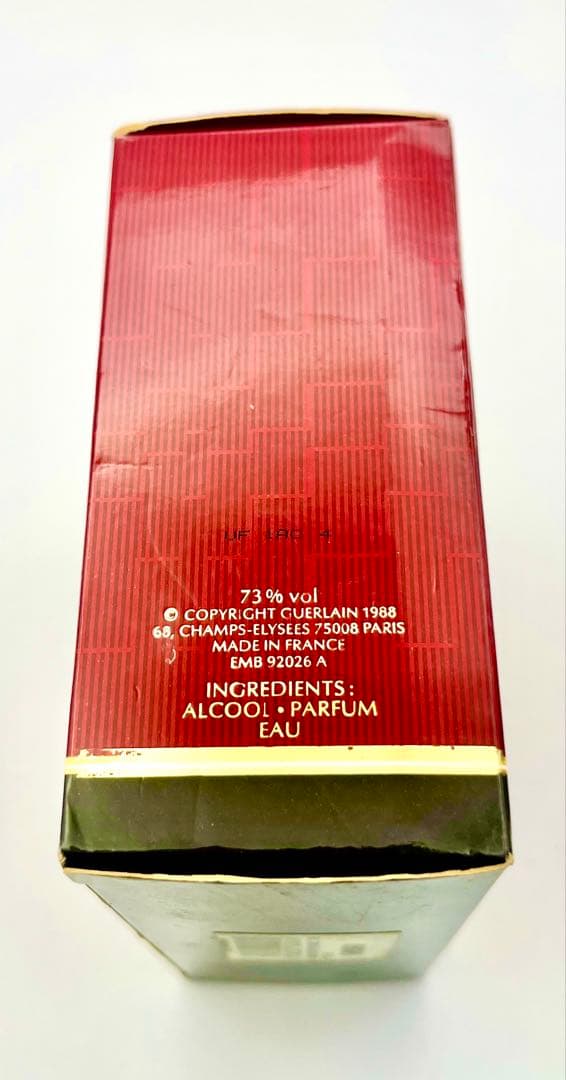 73% vol
© COPYRIGHT GUERLAIN 1988
68, CHAMPS-ELYSEES 75008 PARIS
MADE IN FRANCE
EMB 92026 A
INGREDIENTS:
ALCOOL • PARFUM
EAU